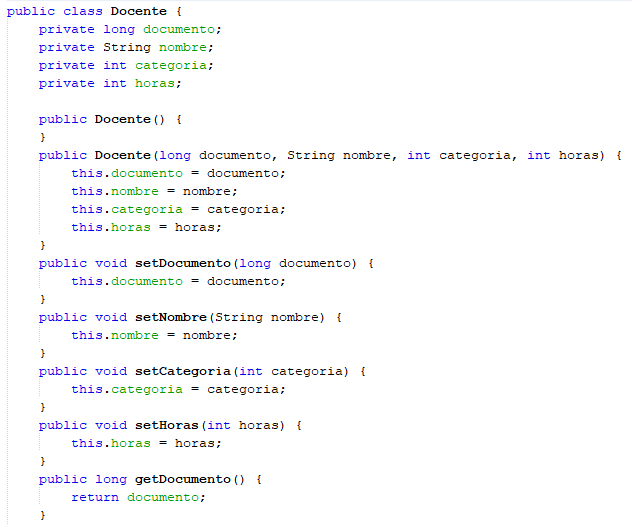 public class Docente {
    private long documento;
    private String nombre;
    private int categoria;
    private int horas;

    public Docente() {
    }
    public Docente(long documento, String nombre, int categoria, int horas) {
        this.documento = documento;
        this.nombre = nombre;
        this.categoria = categoria;
        this.horas = horas;
    }
    public void setDocumento(long documento) {
        this.documento = documento;
    }
    public void setNombre(String nombre) {
        this.nombre = nombre;
    }
    public void setCategoria(int categoria) {
        this.categoria = categoria;
    }
    public void setHoras(int horas) {
        this.horas = horas;
    }
    public long getDocumento() {
        return documento;
    }